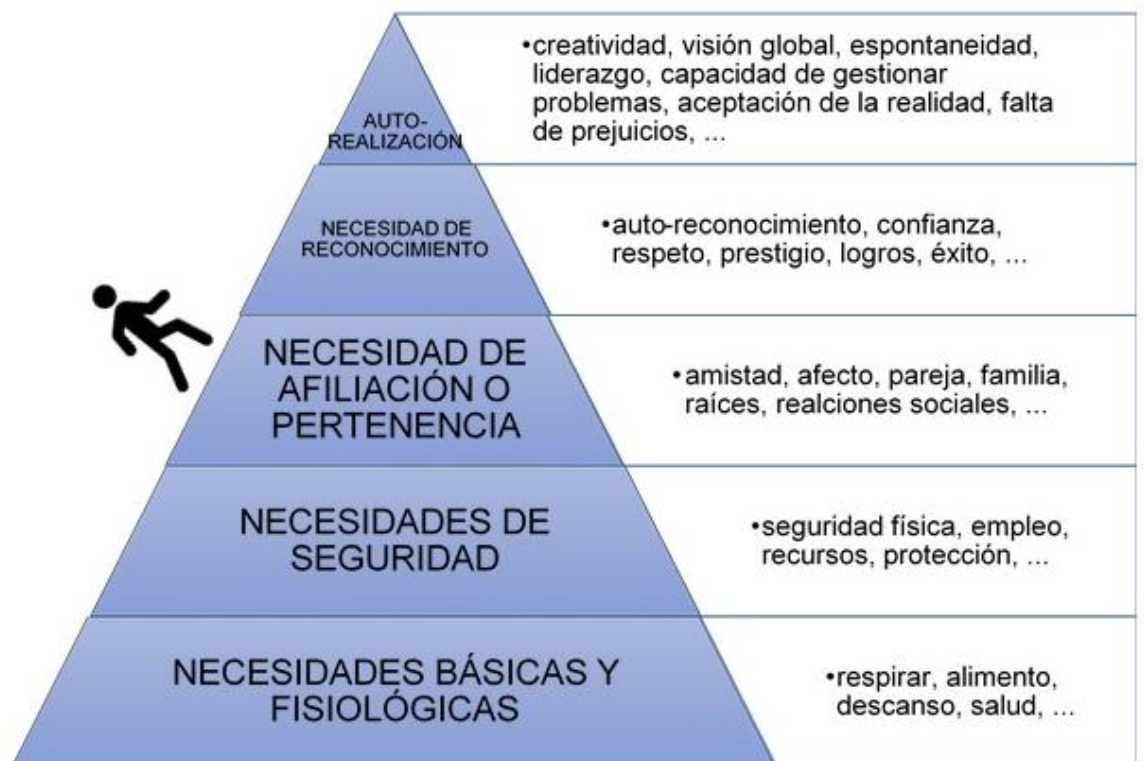 AUTO-
REALIZACIÓN
•creatividad, visión global, espontaneidad,
liderazgo, capacidad de gestionar
problemas, aceptación de la realidad, falta
de prejuicios, ...
NECESIDAD DE
RECONOCIMIENTO
•auto-reconocimiento, confianza,
respeto, prestigio, logros, éxito, ...
NECESIDAD DE
AFILIACIÓN O
PERTENENCIA
•amistad, afecto, pareja, familia,
raíces, realciones sociales, ...
NECESIDADES DE
SEGURIDAD
•seguridad física, empleo,
recursos, protección, ...
NECESIDADES BÁSICAS Y
FISIOLÓGICAS
•respirar, alimento,
descanso, salud, ...